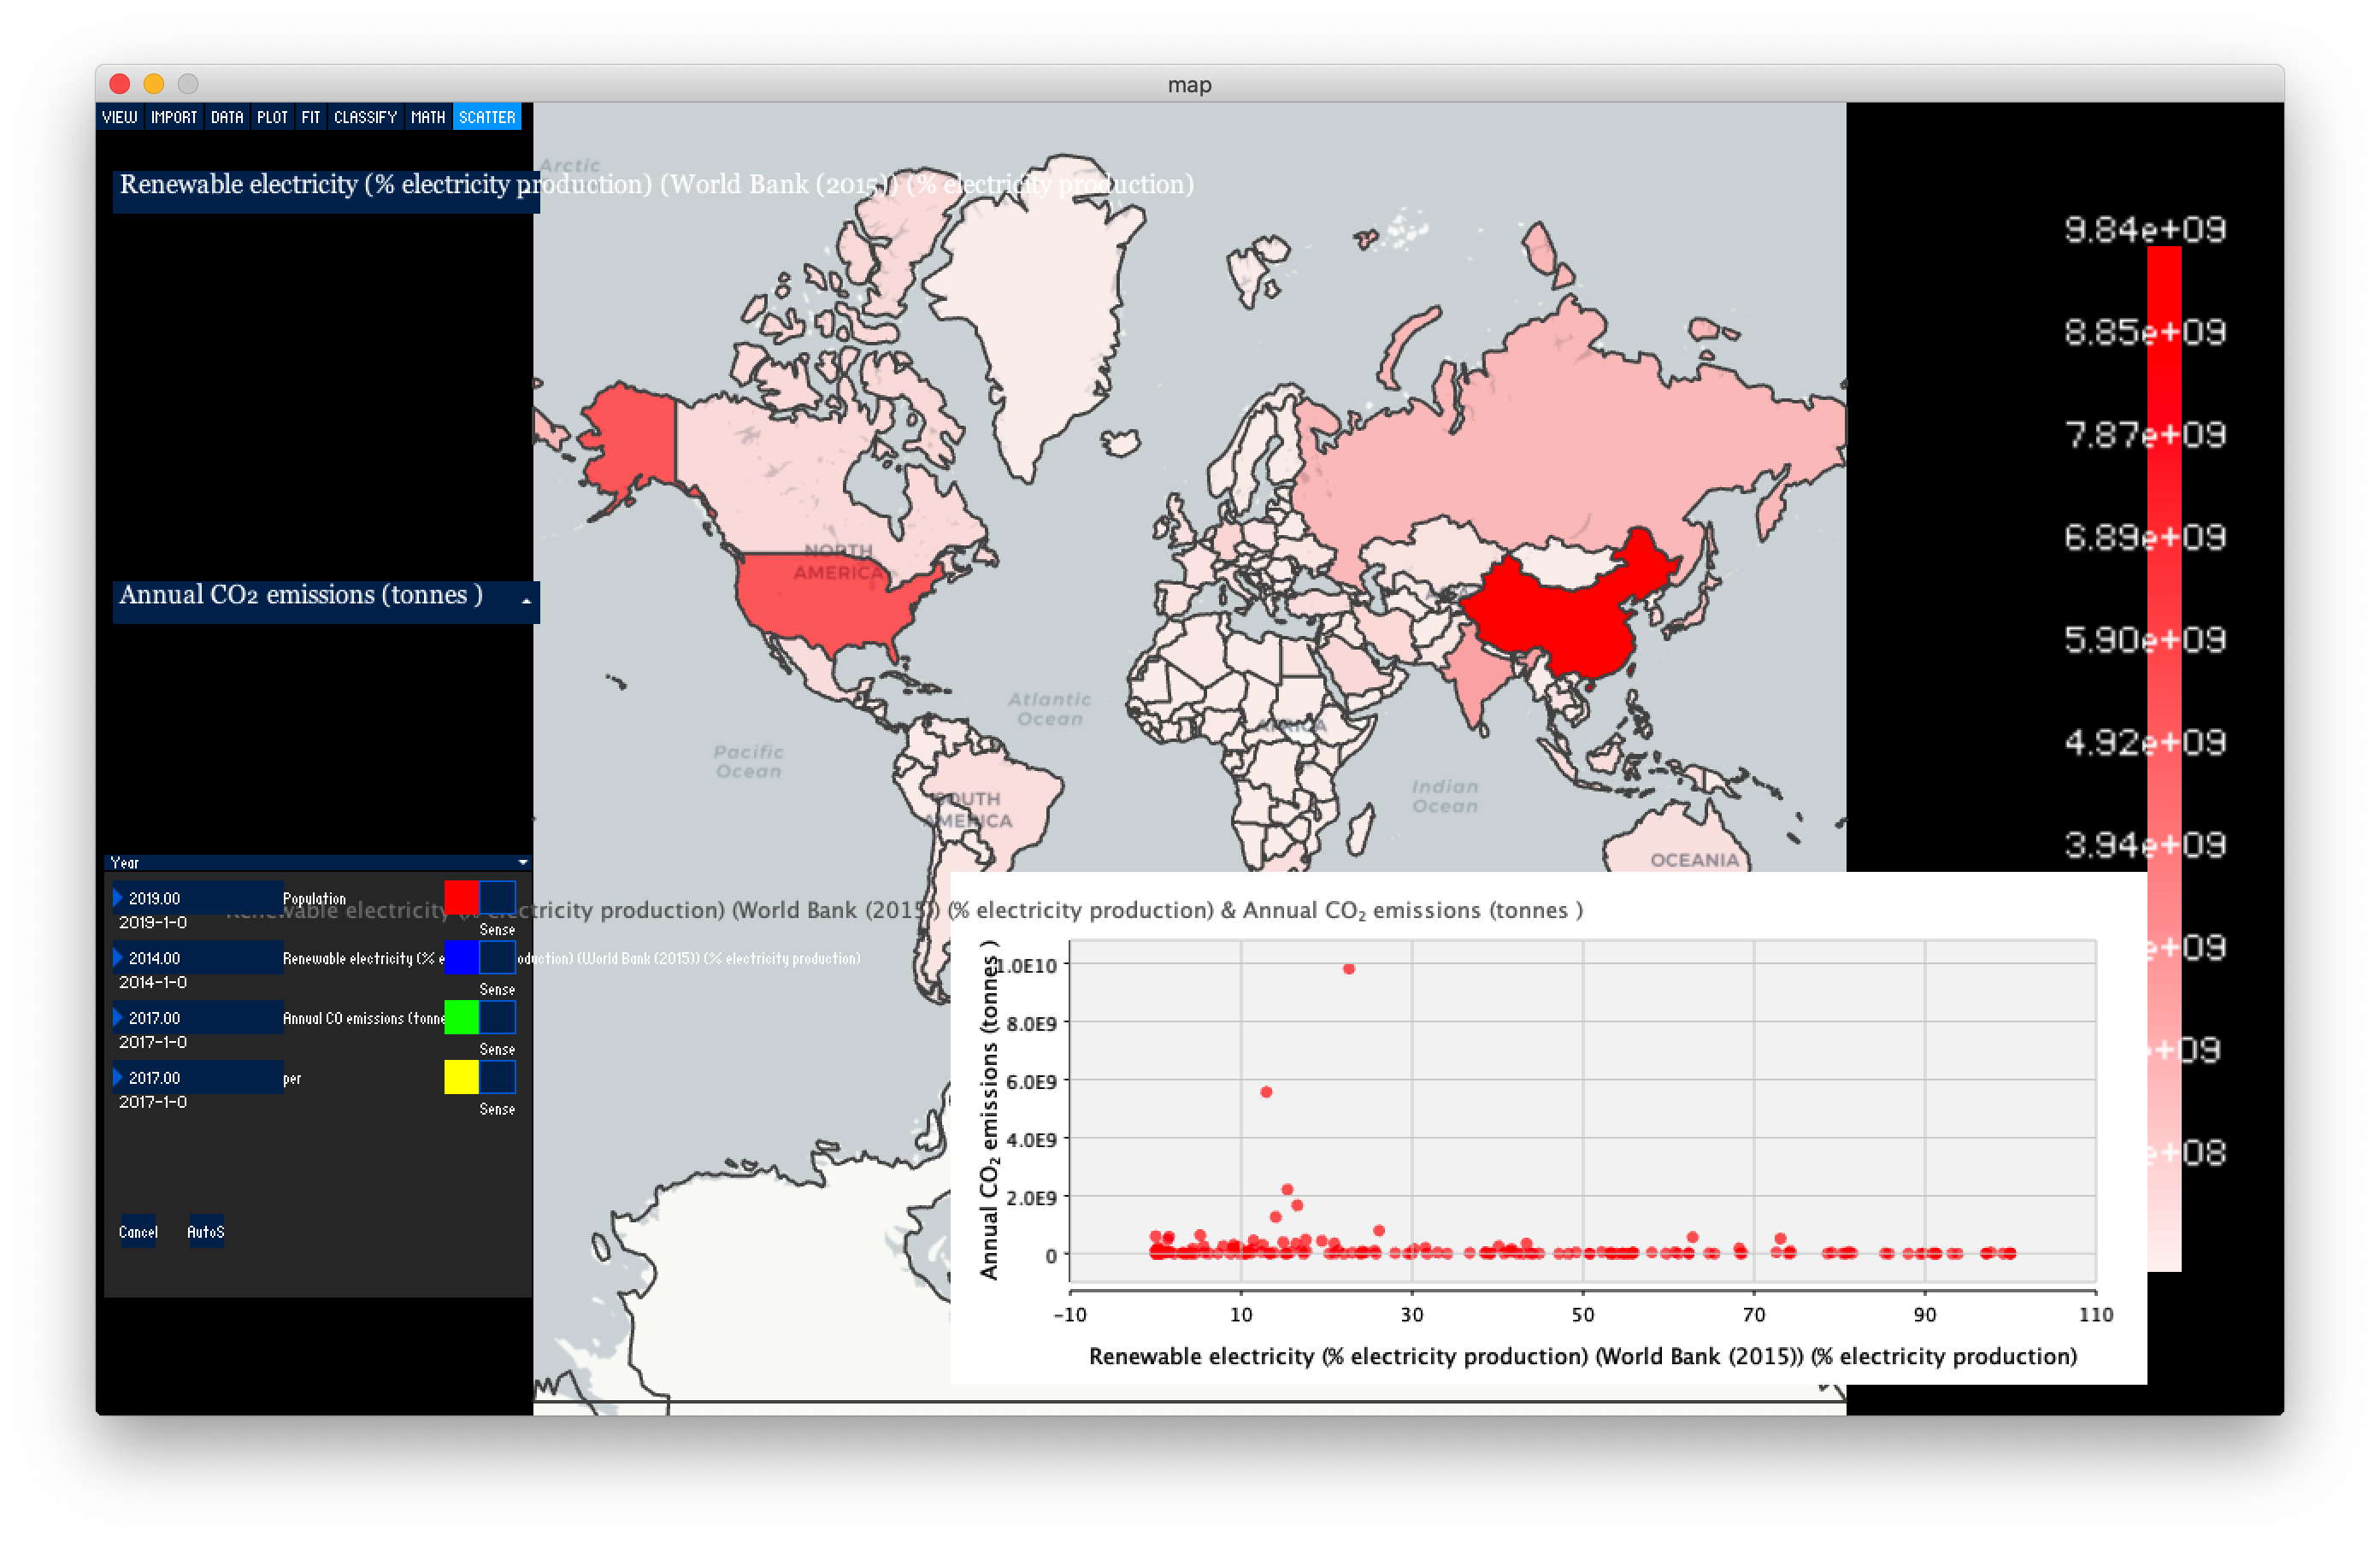 map
VIEW IMPORT DATA PLOT FIT CLASSIFY MATH SCATTER
Arctic
Renewable electricity (% electricity production) (World Bank (2015)) (% electricity production)
9.84e+09
8.85e+09
7.87e+09
6.89e+09
5.90e+09
4.92e+09
3.94e+09
e+09
+09
e+08
NORTH
AMERICA
ASIA
Annual CO2 emissions (tonnes )
Atlantic
Ocean
AFRICA
Pacific
Ocean
Indian
Ocean
SOUTH
AMERICA
OCEANIA
Year
2019.00 Population
2019-1-0
Sense
2014.00 Renewable electricity (% e oduction) (World Bank (2015)) (% electricity production)
2014-1-0
Sense
2017.00 Annual CO emissions (tonne
2017-1-0
Sense
2017.00 per
2017-1-0
Sense
Cancel AutoS
Renewable electricity (% electricity production) (World Bank (2015)) (% electricity production) & Annual CO₂ emissions (tonnes )
Annual CO₂ emissions (tonnes )
1.0E10
8.0E9
6.0E9
4.0E9
2.0E9
0
-10 10 30 50 70 90 110
Renewable electricity (% electricity production) (World Bank (2015)) (% electricity production)